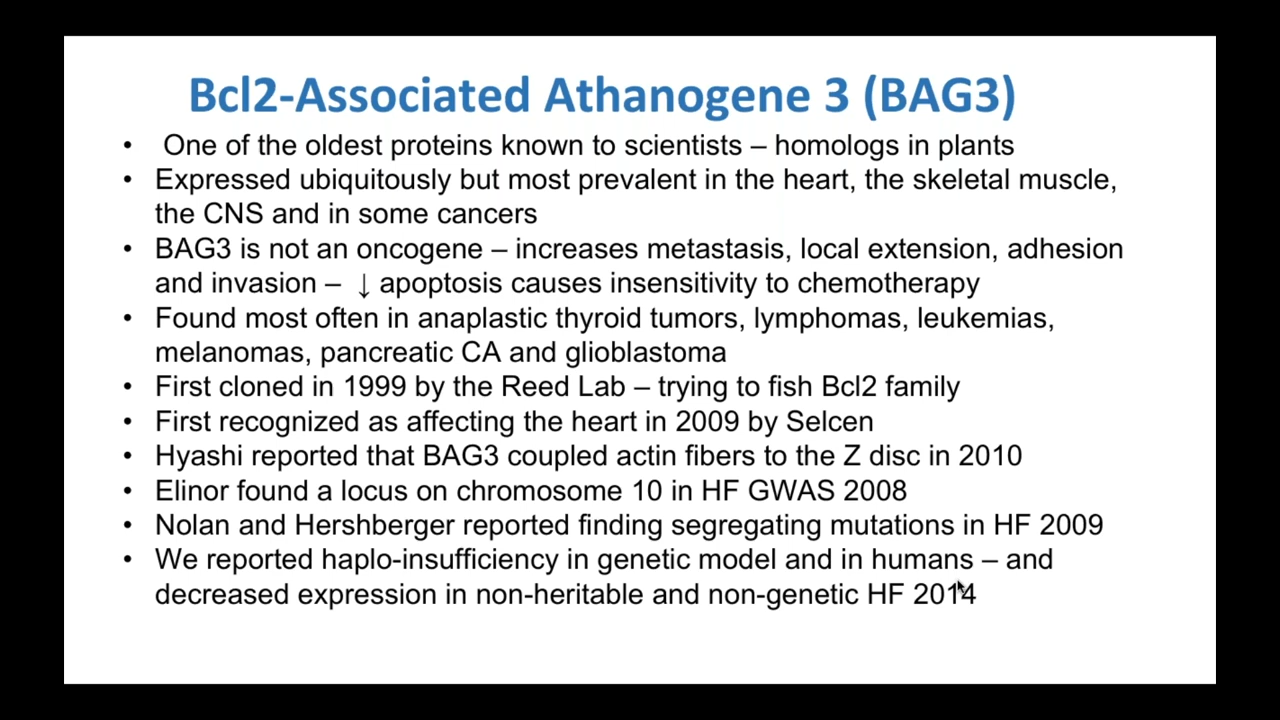 Bcl2-Associated Athanogene 3 (BAG3)
• One of the oldest proteins known to scientists – homologs in plants
• Expressed ubiquitously but most prevalent in the heart, the skeletal muscle,
the CNS and in some cancers
• BAG3 is not an oncogene – increases metastasis, local extension, adhesion
and invasion – ↓ apoptosis causes insensitivity to chemotherapy
• Found most often in anaplastic thyroid tumors, lymphomas, leukemias,
melanomas, pancreatic CA and glioblastoma
• First cloned in 1999 by the Reed Lab – trying to fish Bcl2 family
• First recognized as affecting the heart in 2009 by Selcen
• Hyashi reported that BAG3 coupled actin fibers to the Z disc in 2010
• Elinor found a locus on chromosome 10 in HF GWAS 2008
• Nolan and Hershberger reported finding segregating mutations in HF 2009
• We reported haplo-insufficiency in genetic model and in humans – and
decreased expression in non-heritable and non-genetic HF 2014